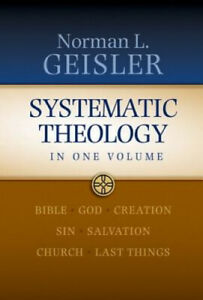 Norman L.
GEISLER
SYSTEMATIC
THEOLOGY
IN ONE VOLUME
BIBLE · GOD · CREATION
SIN · SALVATION
CHURCH · LAST THINGS